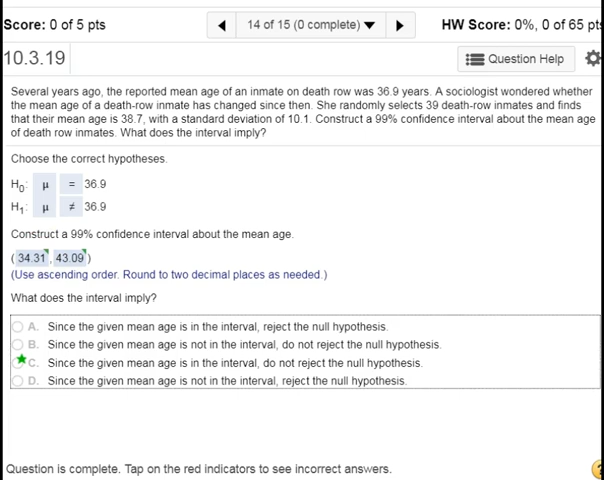 Score: 0 of 5 pts
14 of 15 (0 complete)
HW Score: 0%, 0 of 65 pts
10.3.19
Question Help
Several years ago, the reported mean age of an inmate on death row was 36.9 years. A sociologist wondered whether
the mean age of a death-row inmate has changed since then. She randomly selects 39 death-row inmates and finds
that their mean age is 38.7, with a standard deviation of 10.1. Construct a 99% confidence interval about the mean age
of death row inmates. What does the interval imply?
Choose the correct hypotheses.
H₀: μ = 36.9
H₁: μ ≠ 36.9
Construct a 99% confidence interval about the mean age.
(34.31, 43.09)
(Use ascending order. Round to two decimal places as needed.)
What does the interval imply?
A. Since the given mean age is in the interval, reject the null hypothesis.
B. Since the given mean age is not in the interval, do not reject the null hypothesis.
C. Since the given mean age is in the interval, do not reject the null hypothesis.
D. Since the given mean age is not in the interval, reject the null hypothesis.
Question is complete. Tap on the red indicators to see incorrect answers.
?